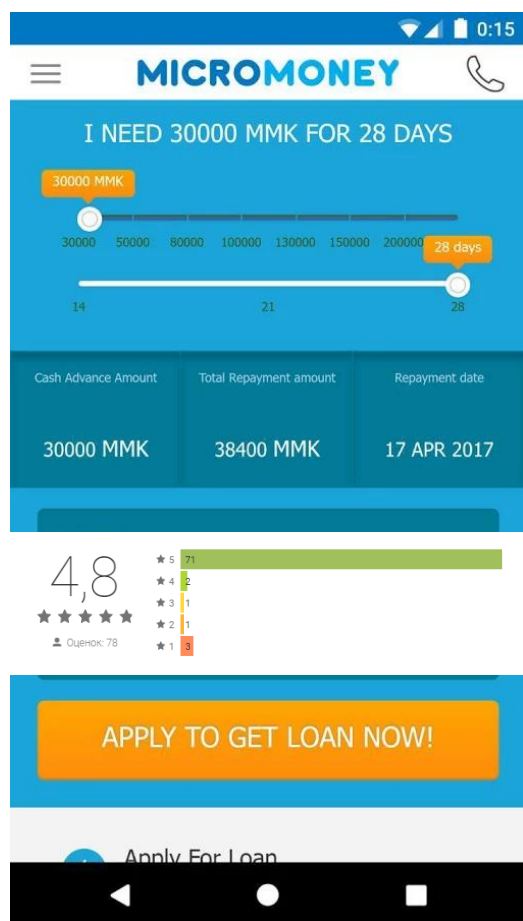 0:15
MICROMONEY
I NEED 30000 MMK FOR 28 DAYS
30000 MMK
30000 50000 80000 100000 130000 150000 200000
28 days
14 21 28
Cash Advance Amount Total Repayment amount Repayment date
30000 MMK 38400 MMK 17 APR 2017
4,8
5 71
4 2
3 1
2 1
1 3
Оценок: 78
APPLY TO GET LOAN NOW!
Apply For Loan